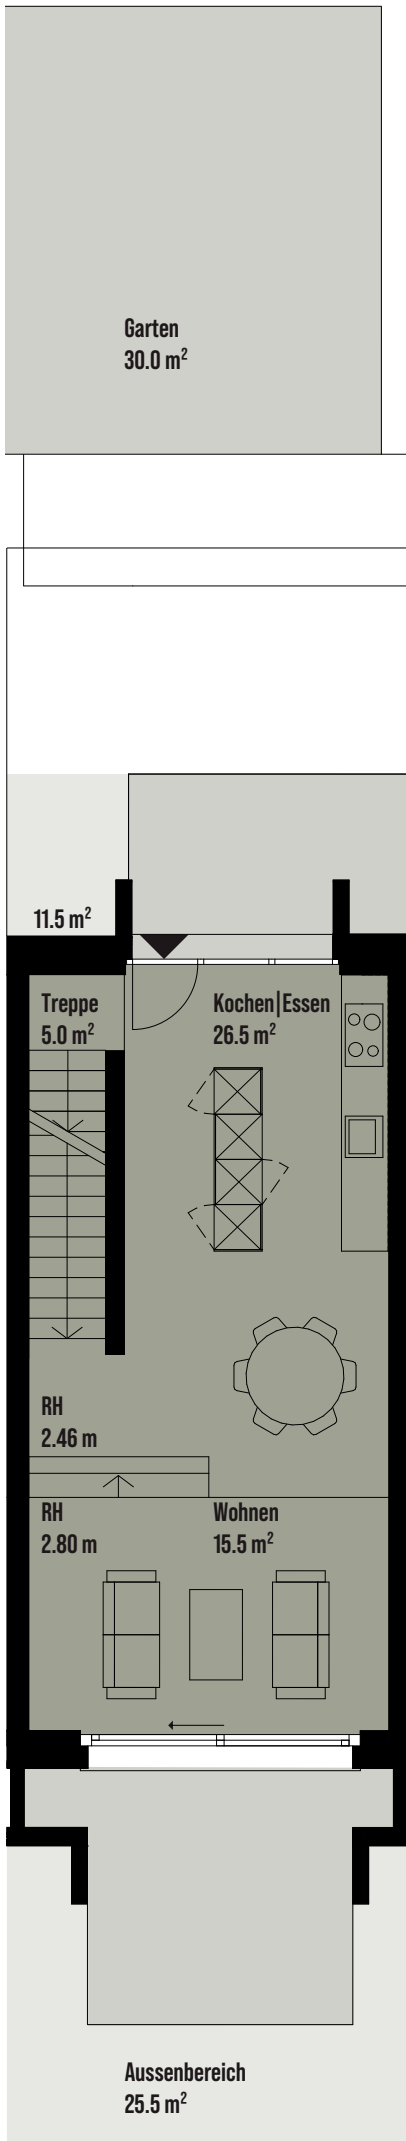 Garten
30.0 m²
11.5 m²
Treppe
5.0 m²
Kochen|Essen
26.5 m²
RH
2.46 m
RH
2.80 m
Wohnen
15.5 m²
Aussenbereich
25.5 m²